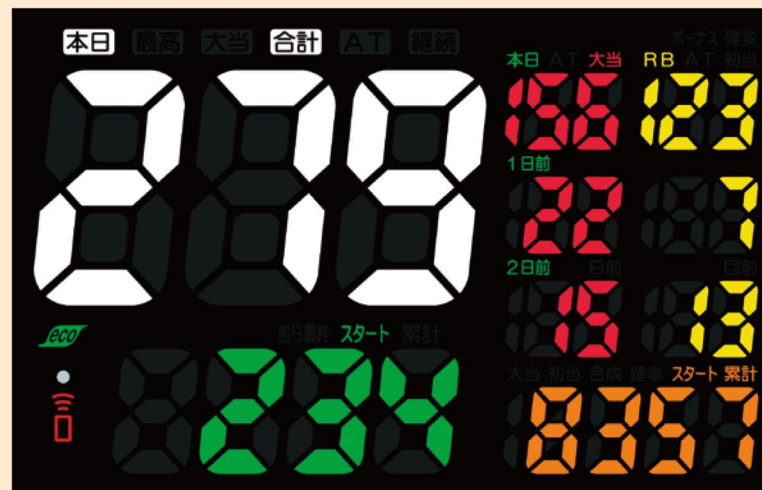 本日 最高 大当 合計 AT 継続
279
ボーナス 確変
本日 AT 大当 RB AT 初当
156 123
1日前
22 7
2日前 日前 回前
15 13
eco 前日最終 スタート 累計
234
大当 初当 合成 確率 スタート 累計
8357